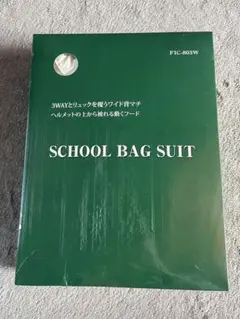 FIC-803W
3WAYとリュックを覆うワイド背マチ
ヘルメットの上から被れる動くフード
SCHOOL BAG SUIT